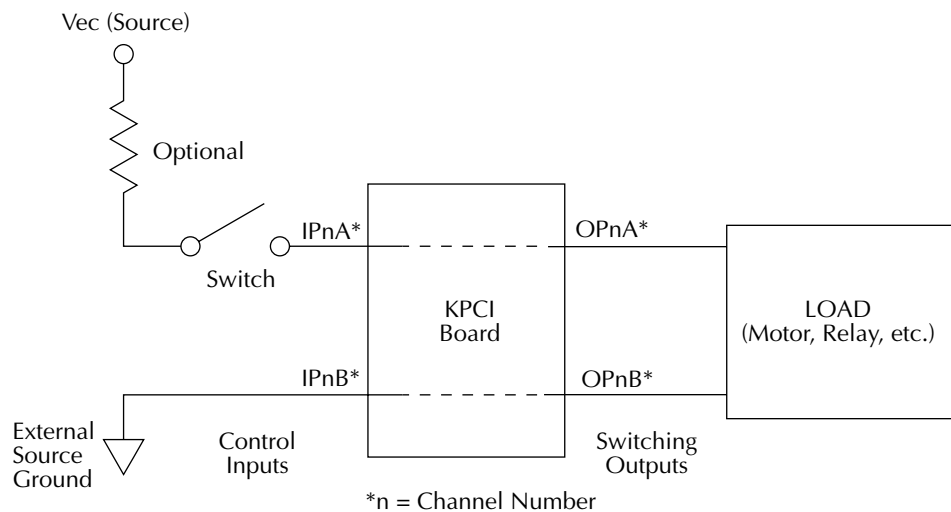 Vec (Source)
Optional
Switch
IPnA*
OPnA*
KPCI
Board
LOAD
(Motor, Relay, etc.)
IPnB*
OPnB*
External
Source
Ground
Control
Inputs
Switching
Outputs
*n = Channel Number